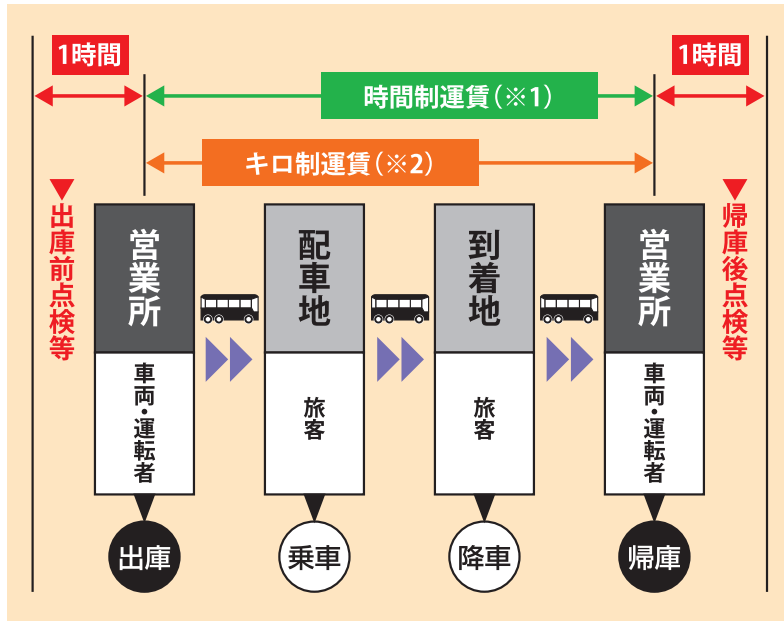 1時間
1時間
時間制運賃(※1)
キロ制運賃(※2)
出庫前点検等
営業所
配車地
到着地
営業所
帰庫後点検等
車両・運転者
旅客
旅客
車両・運転者
出庫
乗車
降車
帰庫